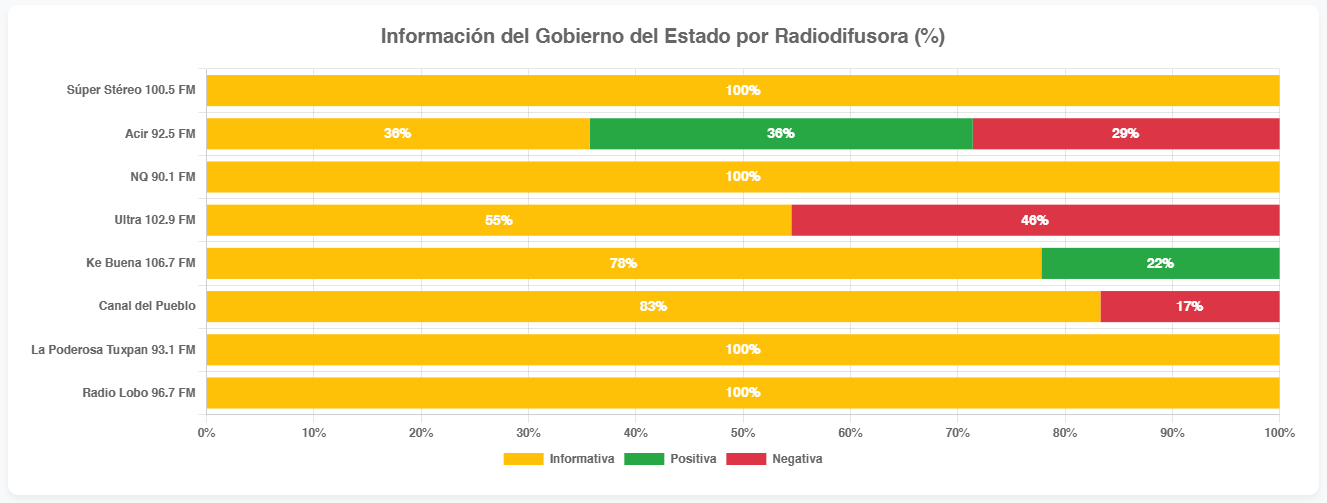 Información del Gobierno del Estado por Radiodifusora (%)
Súper Stéreo 100.5 FM 100%
Acir 92.5 FM 36% 36% 29%
NQ 90.1 FM 100%
Ultra 102.9 FM 55% 46%
Ke Buena 106.7 FM 78% 22%
Canal del Pueblo 83% 17%
La Poderosa Tuxpan 93.1 FM 100%
Radio Lobo 96.7 FM 100%
0% 10% 20% 30% 40% 50% 60% 70% 80% 90% 100%
Informativa Positiva Negativa